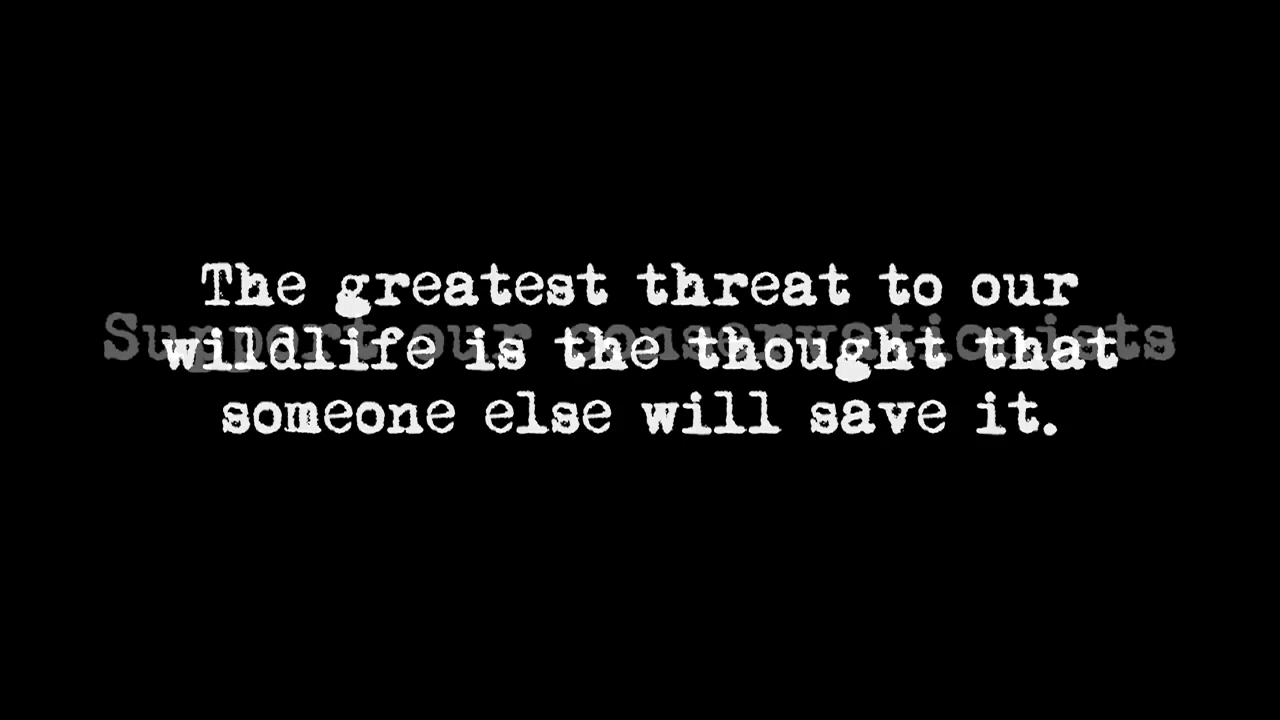 The greatest threat to our
Support our conservationists
wildlife is the thought that
someone else will save it.